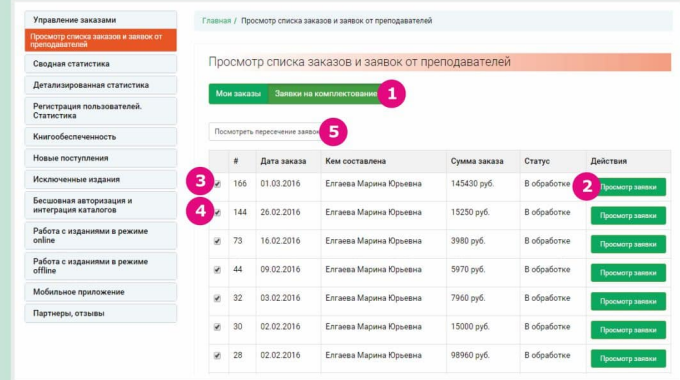 Управление заказами
Просмотр списка заказов и заявок от
преподавателей
Сводная статистика
Детализированная статистика
Регистрация пользователей.
Статистика
Книгообеспеченность
Новые поступления
Исключенные издания
Бесшовная авторизация и
интеграция каталогов
Работа с изданиями в режиме
online
Работа с изданиями в режиме
offline
Мобильное приложение
Партнеры, отзывы
Главная / Просмотр списка заказов и заявок от преподавателей
Просмотр списка заказов и заявок от преподавателей
Мои заказы Заявки на комплектование 1
Посмотреть пересечение заявок 5
# Дата заказа Кем составлена Сумма заказа Статус Действия
3 166 01.03.2016 Елгаева Марина Юрьевна 145430 руб. В обработке 2 Просмотр заявки
4 144 26.02.2016 Елгаева Марина Юрьевна 15250 руб. В обработке Просмотр заявки
73 16.02.2016 Елгаева Марина Юрьевна 3980 руб. В обработке Просмотр заявки
44 09.02.2016 Елгаева Марина Юрьевна 5970 руб. В обработке Просмотр заявки
32 03.02.2016 Елгаева Марина Юрьевна 7960 руб. В обработке Просмотр заявки
30 02.02.2016 Елгаева Марина Юрьевна 15000 руб. В обработке Просмотр заявки
28 02.02.2016 Елгаева Марина Юрьевна 98960 руб. В обработке Просмотр заявки